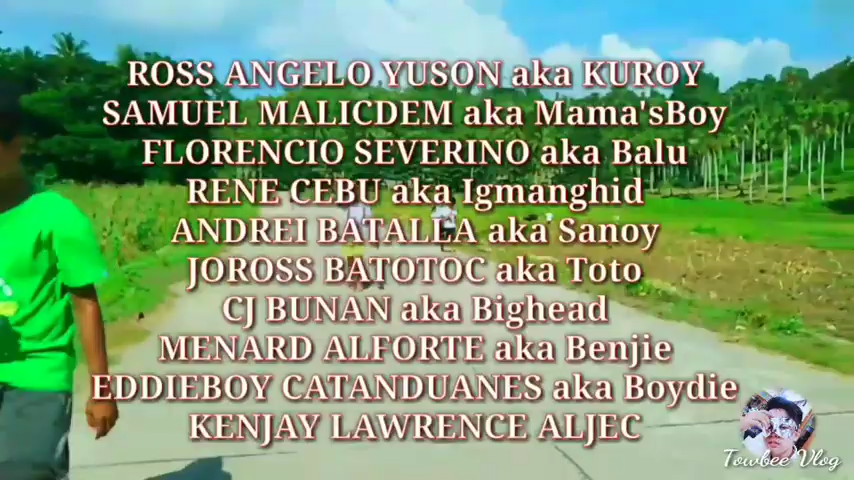 ROSS ANGELO YUSON aka KUROY
SAMUEL MALICDEM aka Mama'sBoy
FLORENCIO SEVERINO aka Balu
RENE CEBU aka Igmanghid
ANDREI BATALLA aka Sanoy
JOROSS BATOTOC aka Toto
CJ BUNAN aka Bighead
MENARD ALFORTE aka Benjie
EDDIEBOY CATANDUANES aka Boydie
KENJAY LAWRENCE ALJEC
Towbee Vlog